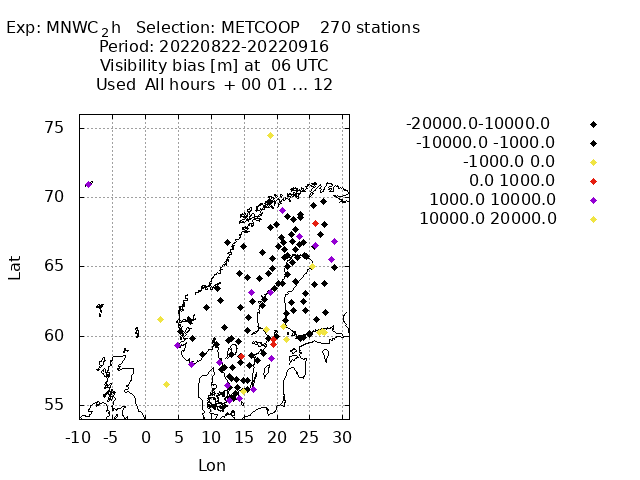 Exp: MNWC₂h Selection: METCOOP 270 stations
Period: 20220822-20220916
Visibility bias [m] at 06 UTC
Used All hours + 00 01 ... 12
-20000.0-10000.0
-10000.0 -1000.0
-1000.0 0.0
0.0 1000.0
1000.0 10000.0
10000.0 20000.0
75
70
65
60
55
Lat
-10 -5 0 5 10 15 20 25 30
Lon